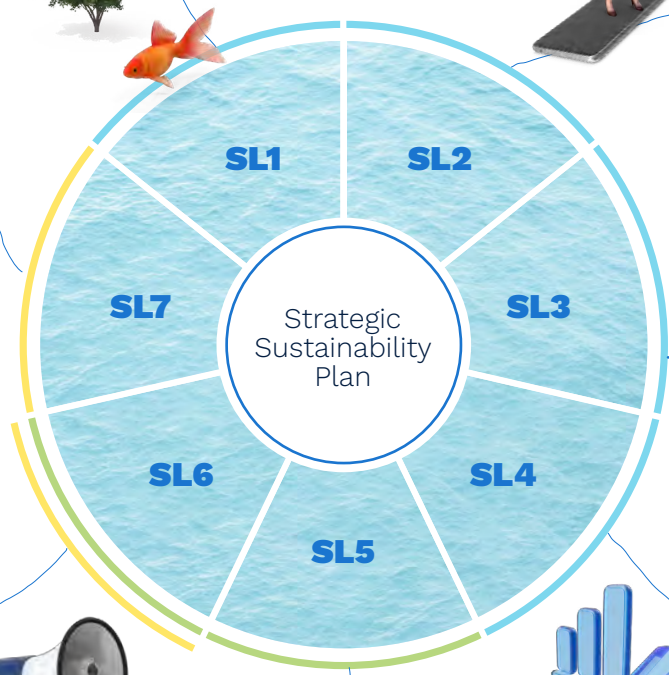 SL1
SL2
SL7
SL3
Strategic
Sustainability
Plan
SL6
SL4
SL5